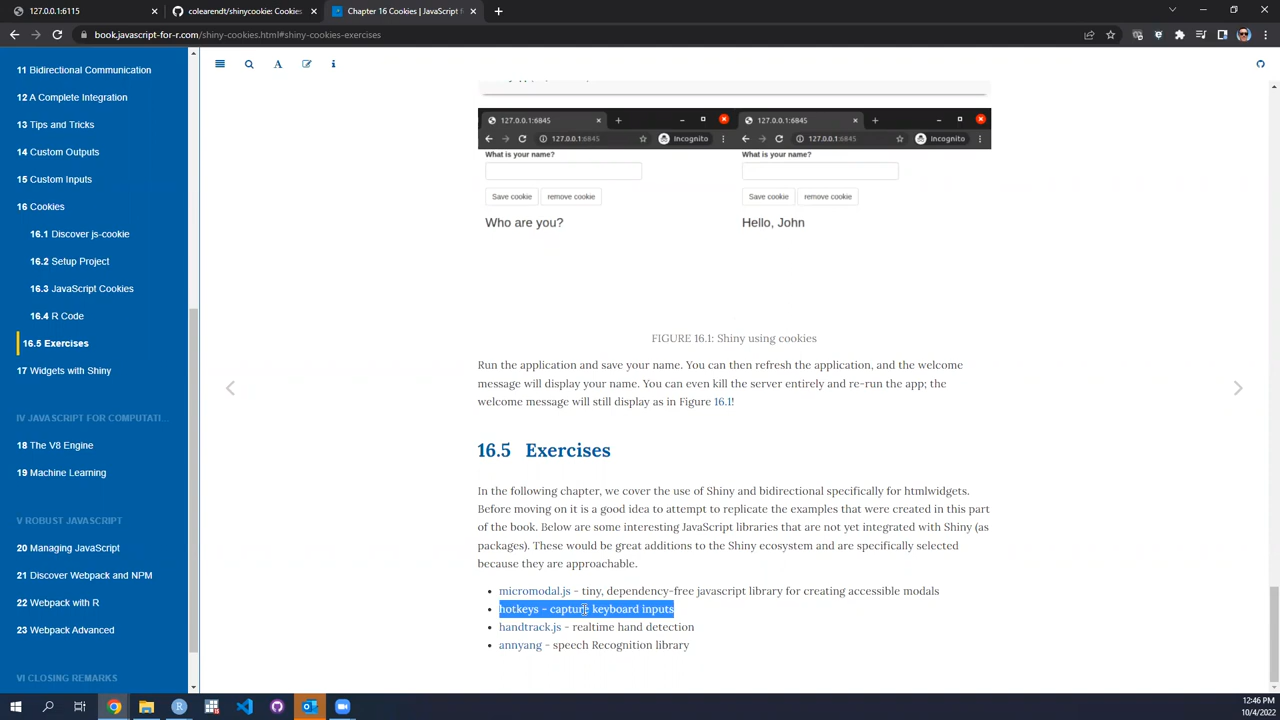 127.0.0.1:6115
colearendt/shiny-cookie: Cookies
Chapter 16 Cookies | JavaScript f
book.javascript-for-r.com/shiny-cookies.html#shiny-cookies-exercises
11 Bidirectional Communication
12 A Complete Integration
13 Tips and Tricks
14 Custom Outputs
15 Custom Inputs
16 Cookies
16.1 Discover js-cookie
16.2 Setup Project
16.3 JavaScript Cookies
16.4 R Code
16.5 Exercises
17 Widgets with Shiny
IV JAVASCRIPT FOR COMPUTATI...
18 The V8 Engine
19 Machine Learning
V ROBUST JAVASCRIPT
20 Managing JavaScript
21 Discover Webpack and NPM
22 Webpack with R
23 Webpack Advanced
VI CLOSING REMARKS
127.0.0.1:6845
127.0.0.1:6845
127.0.0.1:6845
Incognito
127.0.0.1:6845
Incognito
What is your name?
What is your name?
Save cookie
remove cookie
Save cookie
remove cookie
Who are you?
Hello, John
FIGURE 16.1: Shiny using cookies
Run the application and save your name. You can then refresh the application, and the welcome
message will display your name. You can even kill the server entirely and re-run the app; the
welcome message will still display as in Figure 16.1!
16.5 Exercises
In the following chapter, we cover the use of Shiny and bidirectional specifically for htmlwidgets.
Before moving on it is a good idea to attempt to replicate the examples that were created in this part
of the book. Below are some interesting JavaScript libraries that are not yet integrated with Shiny (as
packages). These would be great additions to the Shiny ecosystem and are specifically selected
because they are approachable.
• micromodal.js - tiny, dependency-free javascript library for creating accessible modals
• hotkeys - capture keyboard inputs
• handtrack.js - realtime hand detection
• annyang - speech Recognition library
12:46 PM
10/4/2022